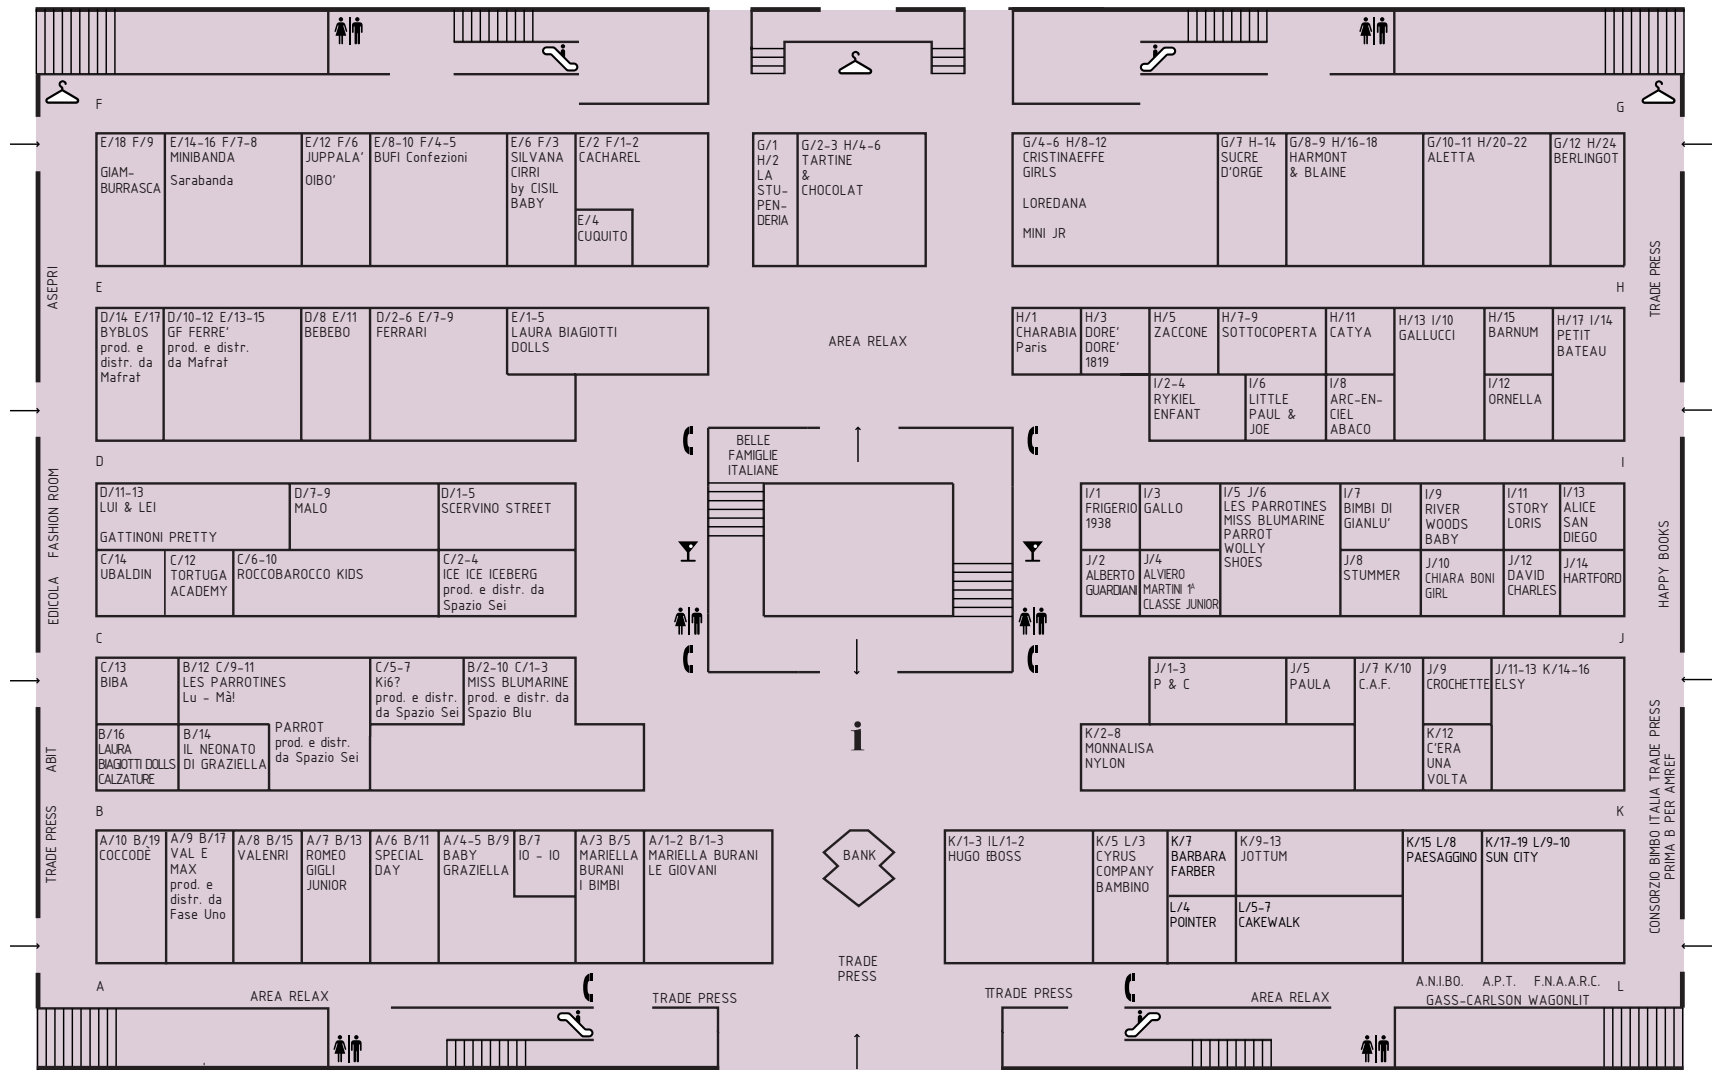 F
G
E/18 F/9
GIAM-
BURRASCA
E/14-16 F/7-8
MINIBANDA
Sarabanda
E/12 F/6
JUPPALA'
OIBO'
E/8-10 F/4-5
BUFI Confezioni
E/6 F/3
SILVANA
CIRRI
by CISIL
BABY
E/2 F/1-2
CACHAREL
E/4
CUQUITO
G/1
H/2
LA
STU-
PEN-
DERIA
G/2-3 H/4-6
TARTINE
&
CHOCOLAT
G/4-6 H/8-12
CRISTINAEFFE
GIRLS
LOREDANA
MINI JR
G/7 H-14
SUCRE
D'ORGE
G/8-9 H/16-18
HARMONT
& BLAINE
G/10-11 H/20-22
ALETTA
G/12 H/24
BERLINGOT
ASEPRI
TRADE PRESS
E
H
D/14 E/17
BYBLOS
prod. e
distr. da
Mafrat
D/10-12 E/13-15
GF FERRE'
prod. e distr.
da Mafrat
D/8 E/11
BEBEBO
D/2-6 E/7-9
FERRARI
E/1-5
LAURA BIAGIOTTI
DOLLS
AREA RELAX
H/1
CHARABIA
Paris
H/3
DORE'
DORE'
1819
H/5
ZACCONE
H/7-9
SOTTOCOPERTA
H/11
CATYA
H/13 I/10
GALLUCCI
H/15
BARNUM
H/17 I/14
PETIT
BATEAU
I/2-4
RYKIEL
ENFANT
I/6
LITTLE
PAUL &
JOE
I/8
ARC-EN-
CIEL
ABACO
I/12
ORNELLA
BELLE
FAMIGLIE
ITALIANE
D
I
FASHION ROOM
EDICOLA
HAPPY BOOKS
D/11-13
LUI & LEI
GATTINONI PRETTY
D/7-9
MALO
D/1-5
SCERVINO STREET
C/14
UBALDIN
C/12
TORTUGA
ACADEMY
C/6-10
ROCCOBAROCCO KIDS
C/2-4
ICE ICE ICEBERG
prod. e distr. da
Spazio Sei
I/1
FRIGERIO
1938
I/3
GALLO
I/5 J/6
LES PARROTINES
MISS BLUMARINE
PARROT
WOLLY
SHOES
I/7
BIMBI DI
GIANLU'
I/9
RIVER
WOODS
BABY
I/11
STORY
LORIS
I/13
ALICE
SAN
DIEGO
J/2
ALBERTO
GUARDIANI
J/4
ALVIERO
MARTINI 1ª
CLASSE JUNIOR
J/8
STUMMER
J/10
CHIARA BONI
GIRL
J/12
DAVID
CHARLES
J/14
HARTFORD
C
J
C/13
BIBA
B/12 C/9-11
LES PARROTINES
Lu - Mà!
PARROT
prod. e distr.
da Spazio Sei
C/5-7
Ki6?
prod. e distr.
da Spazio Sei
B/2-10 C/1-3
MISS BLUMARINE
prod. e distr. da
Spazio Blu
B/16
LAURA
BIAGIOTTI DOLLS
CALZATURE
B/14
IL NEONATO
DI GRAZIELLA
i
J/1-3
P & C
J/5
PAULA
J/7 K/10
C.A.F.
J/9
CROCHETTE
J/11-13 K/14-16
ELSY
K/2-8
MONNALISA
NYLON
K/12
C'ERA
UNA
VOLTA
ABIT
TRADE PRESS
CONSORZIO BIMBO ITALIA TRADE PRESS
PRIMA B PER AMREF
B
K
A/10 B/19
COCCODÈ
A/9 B/17
VAL E
MAX
prod. e
distr. da
Fase Uno
A/8 B/15
VALENRI
A/7 B/13
ROMEO
GIGLI
JUNIOR
A/6 B/11
SPECIAL
DAY
A/4-5 B/9
BABY
GRAZIELLA
B/7
IO - IO
A/3 B/5
MARIELLA
BURANI
I BIMBI
A/1-2 B/1-3
MARIELLA BURANI
LE GIOVANI
BANK
K/1-3 IL/1-2
HUGO BOSS
K/5 L/3
CYRUS
COMPANY
BAMBINO
K/7
BARBARA
FARBER
K/9-13
JOTTUM
K/15 L/8
PAESAGGINO
K/17-19 L/9-10
SUN CITY
L/4
POINTER
L/5-7
CAKEWALK
TRADE
PRESS
A
L
AREA RELAX
TRADE PRESS
TRADE PRESS
AREA RELAX
A.N.I.BO. A.P.T. F.N.A.A.R.C.
GASS-CARLSON WAGONLIT